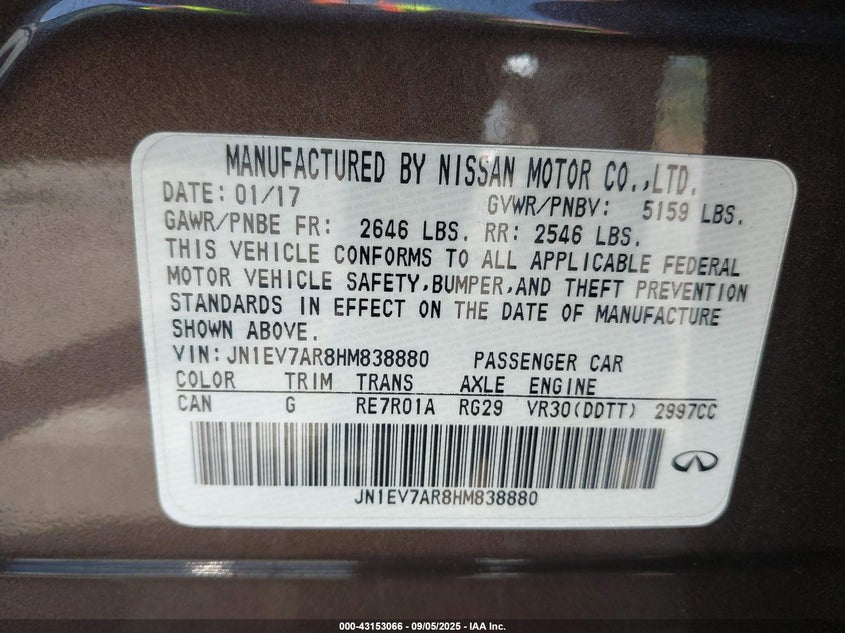 MANUFACTURED BY NISSAN MOTOR CO.,LTD.
DATE: 01/17 GVWR/PNBV: 5159 LBS.
GAWR/PNBE FR: 2646 LBS. RR: 2546 LBS.
THIS VEHICLE CONFORMS TO ALL APPLICABLE FEDERAL
MOTOR VEHICLE SAFETY,BUMPER,AND THEFT PREVENTION
STANDARDS IN EFFECT ON THE DATE OF MANUFACTURE
SHOWN ABOVE.
VIN: JN1EV7AR8HM838880 PASSENGER CAR
COLOR TRIM TRANS AXLE ENGINE
CAN G RE7R01A RG29 VR30(DDTT) 2997CC
JN1EV7AR8HM838880
000-43153066 - 09/05/2025 - IAA Inc.